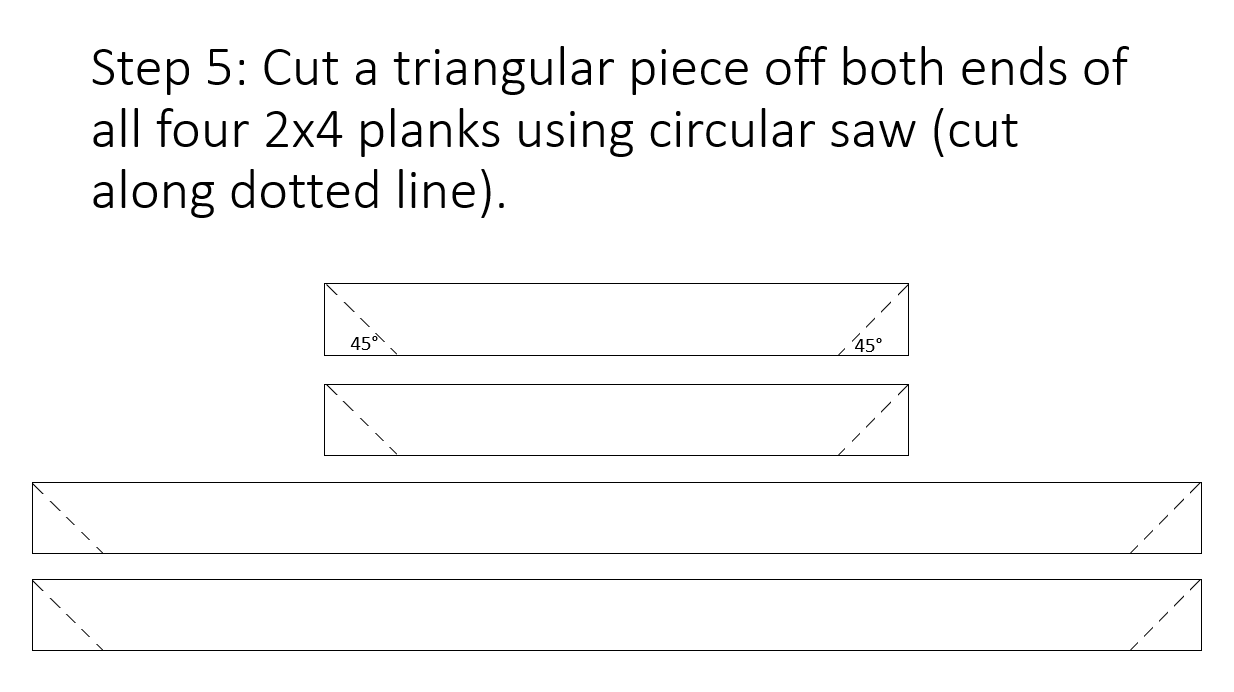 Step 5: Cut a triangular piece off both ends of
all four 2x4 planks using circular saw (cut
along dotted line).
45°
45°